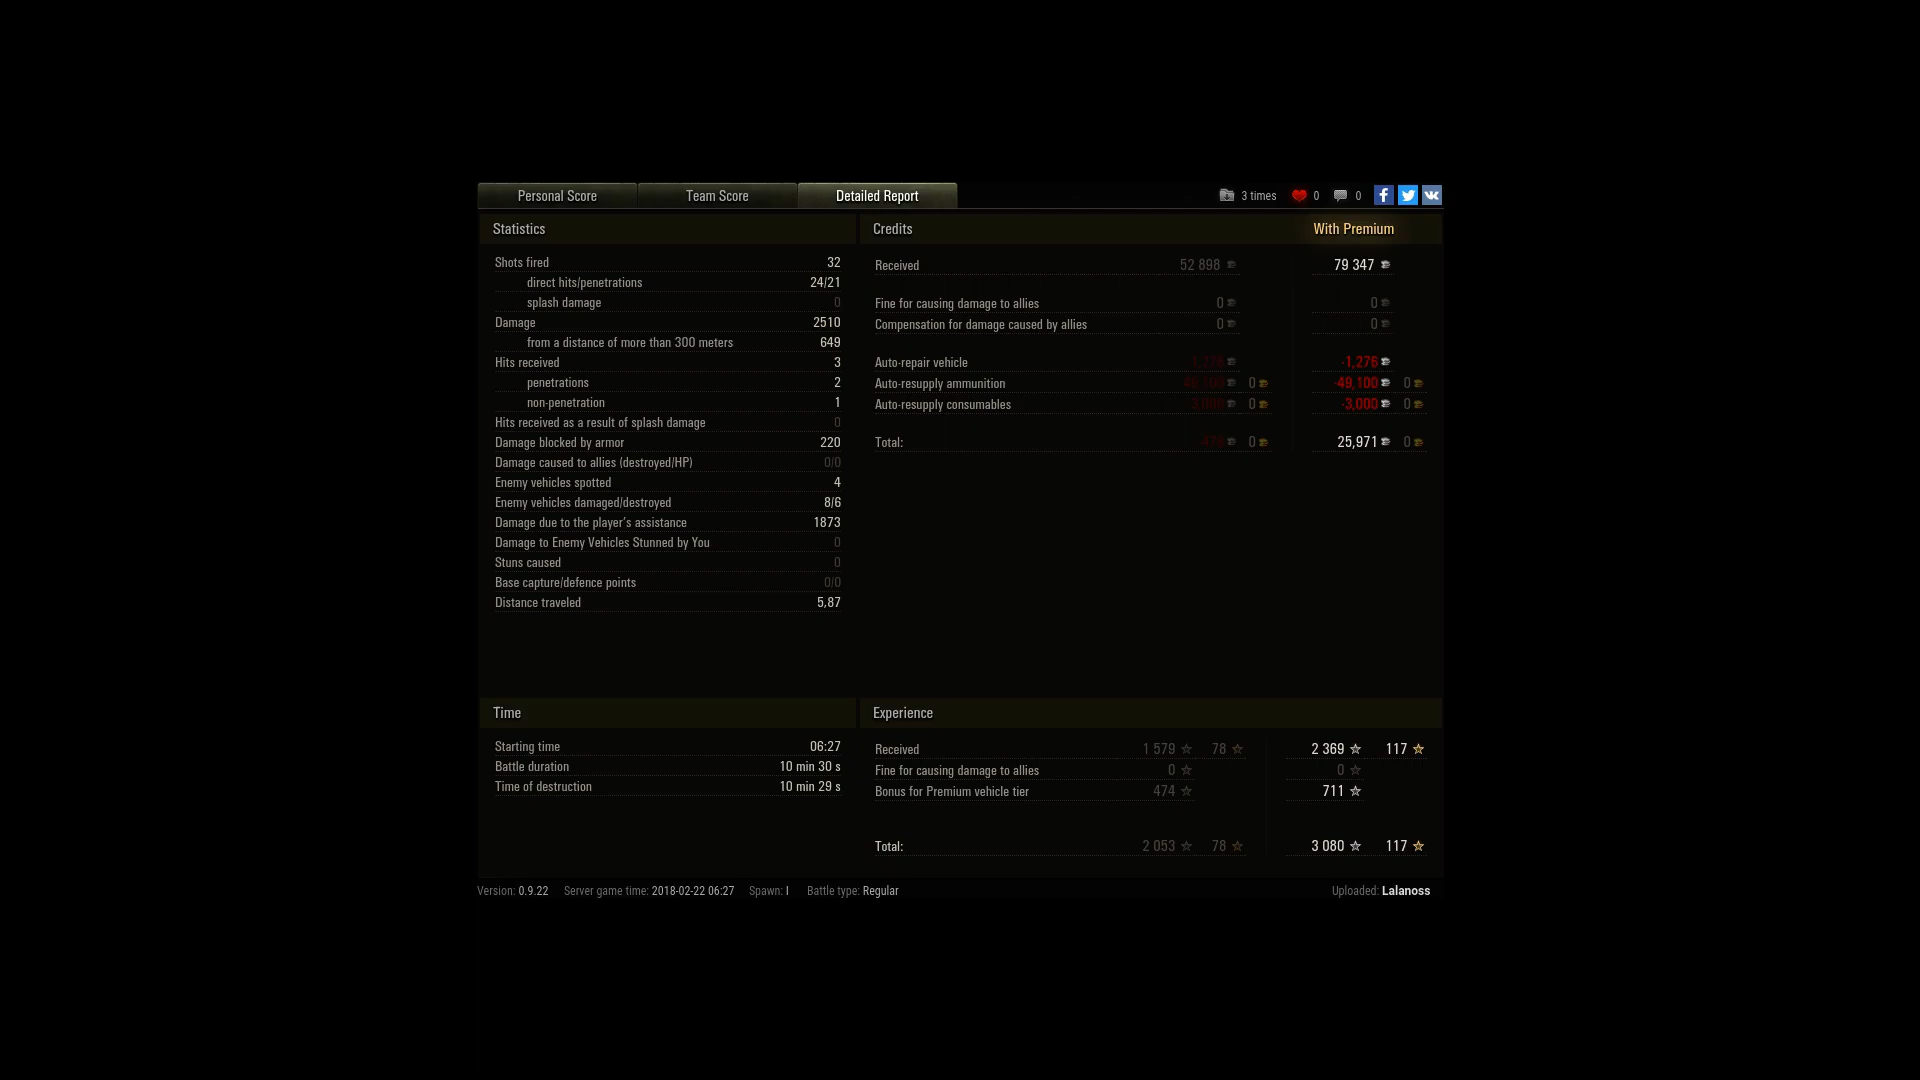 Personal Score Team Score Detailed Report 3 times 0 0
Statistics
Shots fired 32
direct hits/penetrations 24/21
splash damage 0
Damage 2510
from a distance of more than 300 meters 649
Hits received 3
penetrations 2
non-penetration 1
Hits received as a result of splash damage 0
Damage blocked by armor 220
Damage caused to allies (destroyed/HP) 0/0
Enemy vehicles spotted 4
Enemy vehicles damaged/destroyed 8/6
Damage due to the player's assistance 1873
Damage to Enemy Vehicles Stunned by You 0
Stuns caused 0
Base capture/defence points 0/0
Distance traveled 5,87
Credits With Premium
Received 52 898 79 347
Fine for causing damage to allies 0 0
Compensation for damage caused by allies 0 0
Auto-repair vehicle -1,276
Auto-resupply ammunition 0 -49,100 0
Auto-resupply consumables 0 -3,000 0
Total: 0 25,971 0
Time
Starting time 06:27
Battle duration 10 min 30 s
Time of destruction 10 min 29 s
Experience
Received 1 579 78 2 369 117
Fine for causing damage to allies 0 0
Bonus for Premium vehicle tier 474 711
Total: 2 053 78 3 080 117
Version: 0.9.22 Server game time: 2018-02-22 06:27 Spawn: I Battle type: Regular Uploaded: Lalanoss